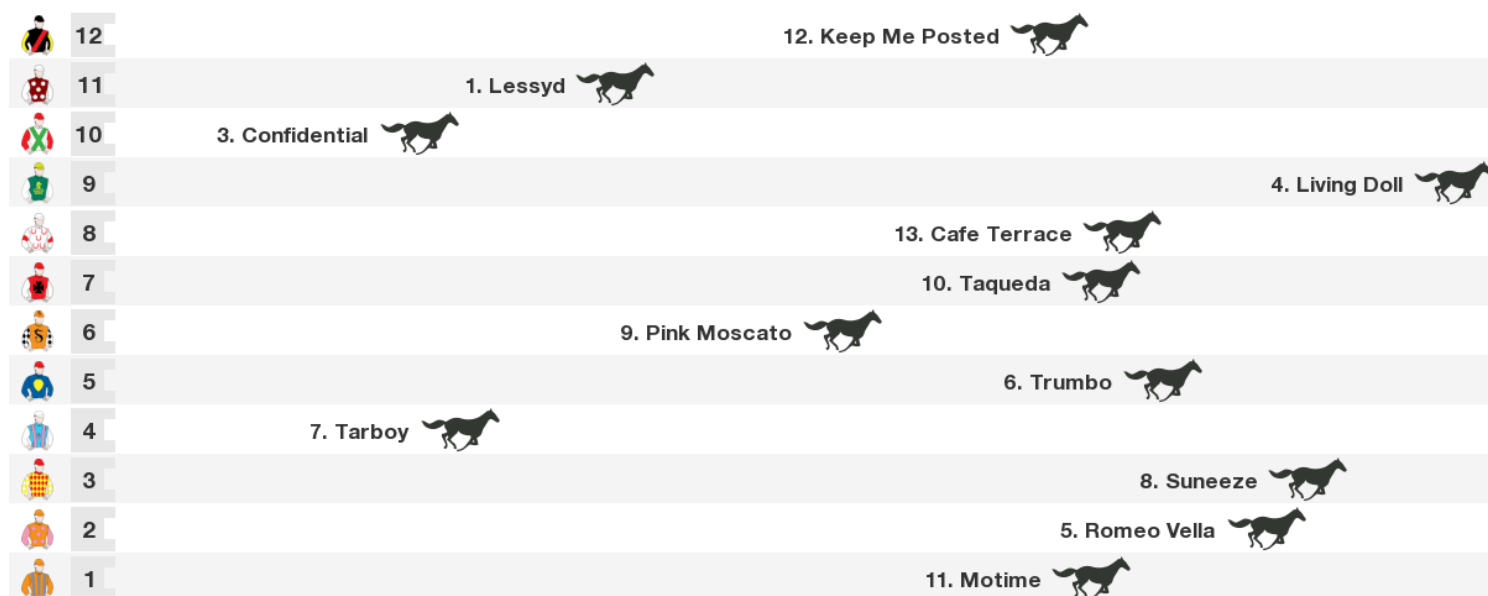 12 12. Keep Me Posted
11 1. Lessyd
10 3. Confidential
9 4. Living Doll
8 13. Cafe Terrace
7 10. Taqueda
6 9. Pink Moscato
5 6. Trumbo
4 7. Tarboy
3 8. Suneeze
2 5. Romeo Vella
1 11. Motime